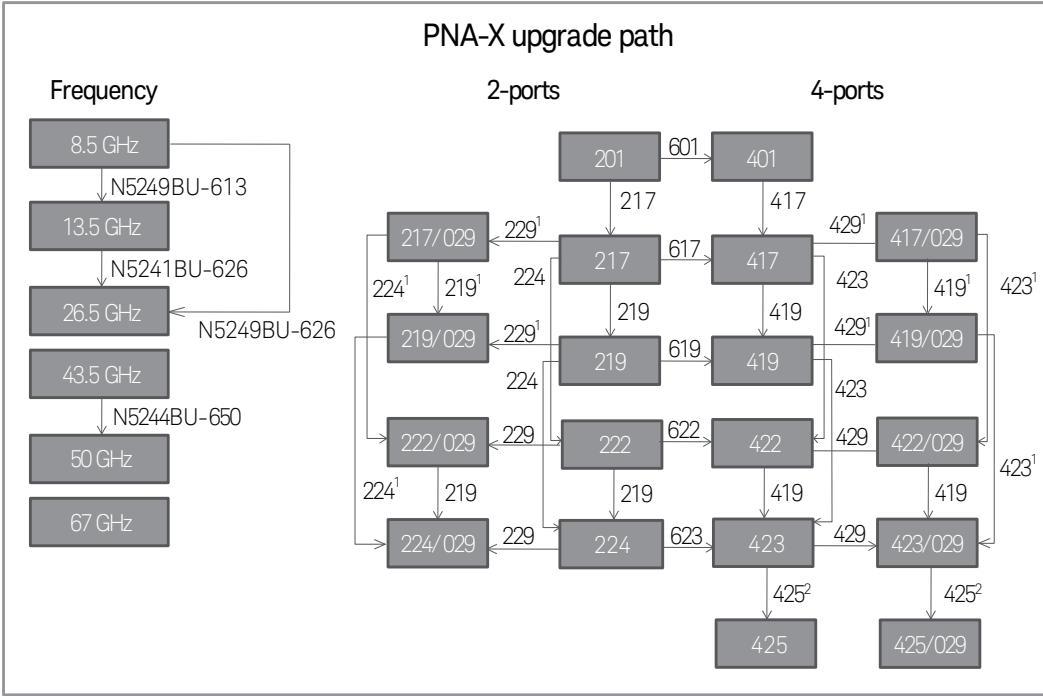 PNA-X upgrade path
Frequency
2-ports
4-ports
8.5 GHz
N5249BU-613
13.5 GHz
N5241BU-626
26.5 GHz
N5249BU-626
43.5 GHz
N5244BU-650
50 GHz
67 GHz
201 601 401
217 417
217/029 229¹ 217 617 417 429¹ 417/029
224¹ 219¹ 224 219 419 423 419¹ 423¹
219/029 229¹ 219 619 419 429¹ 419/029
224 423
222/029 229 222 622 422 429 422/029
224¹ 219 219 419 419 423¹
224/029 229 224 623 423 429 423/029
425² 425²
425 425/029